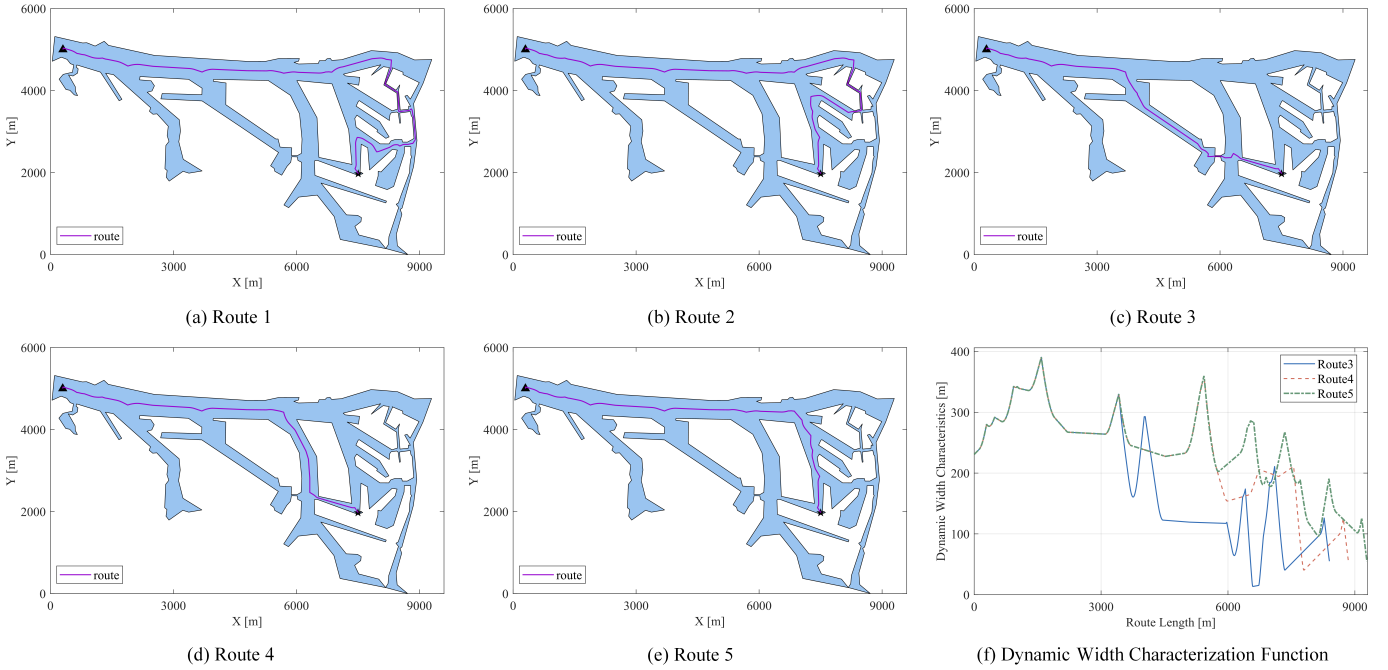 6000
4000
2000
0
Y [m]
route
0
3000
6000
9000
X [m]
(a) Route 1
6000
4000
2000
0
Y [m]
route
0
3000
6000
9000
X [m]
(b) Route 2
6000
4000
2000
0
Y [m]
route
0
3000
6000
9000
X [m]
(c) Route 3
6000
4000
2000
0
Y [m]
route
0
3000
6000
9000
X [m]
(d) Route 4
6000
4000
2000
0
Y [m]
route
0
3000
6000
9000
X [m]
(e) Route 5
400
300
200
100
0
Dynamic Width Characteristics [m]
Route3
Route4
Route5
0
3000
6000
9000
Route Length [m]
(f) Dynamic Width Characterization Function